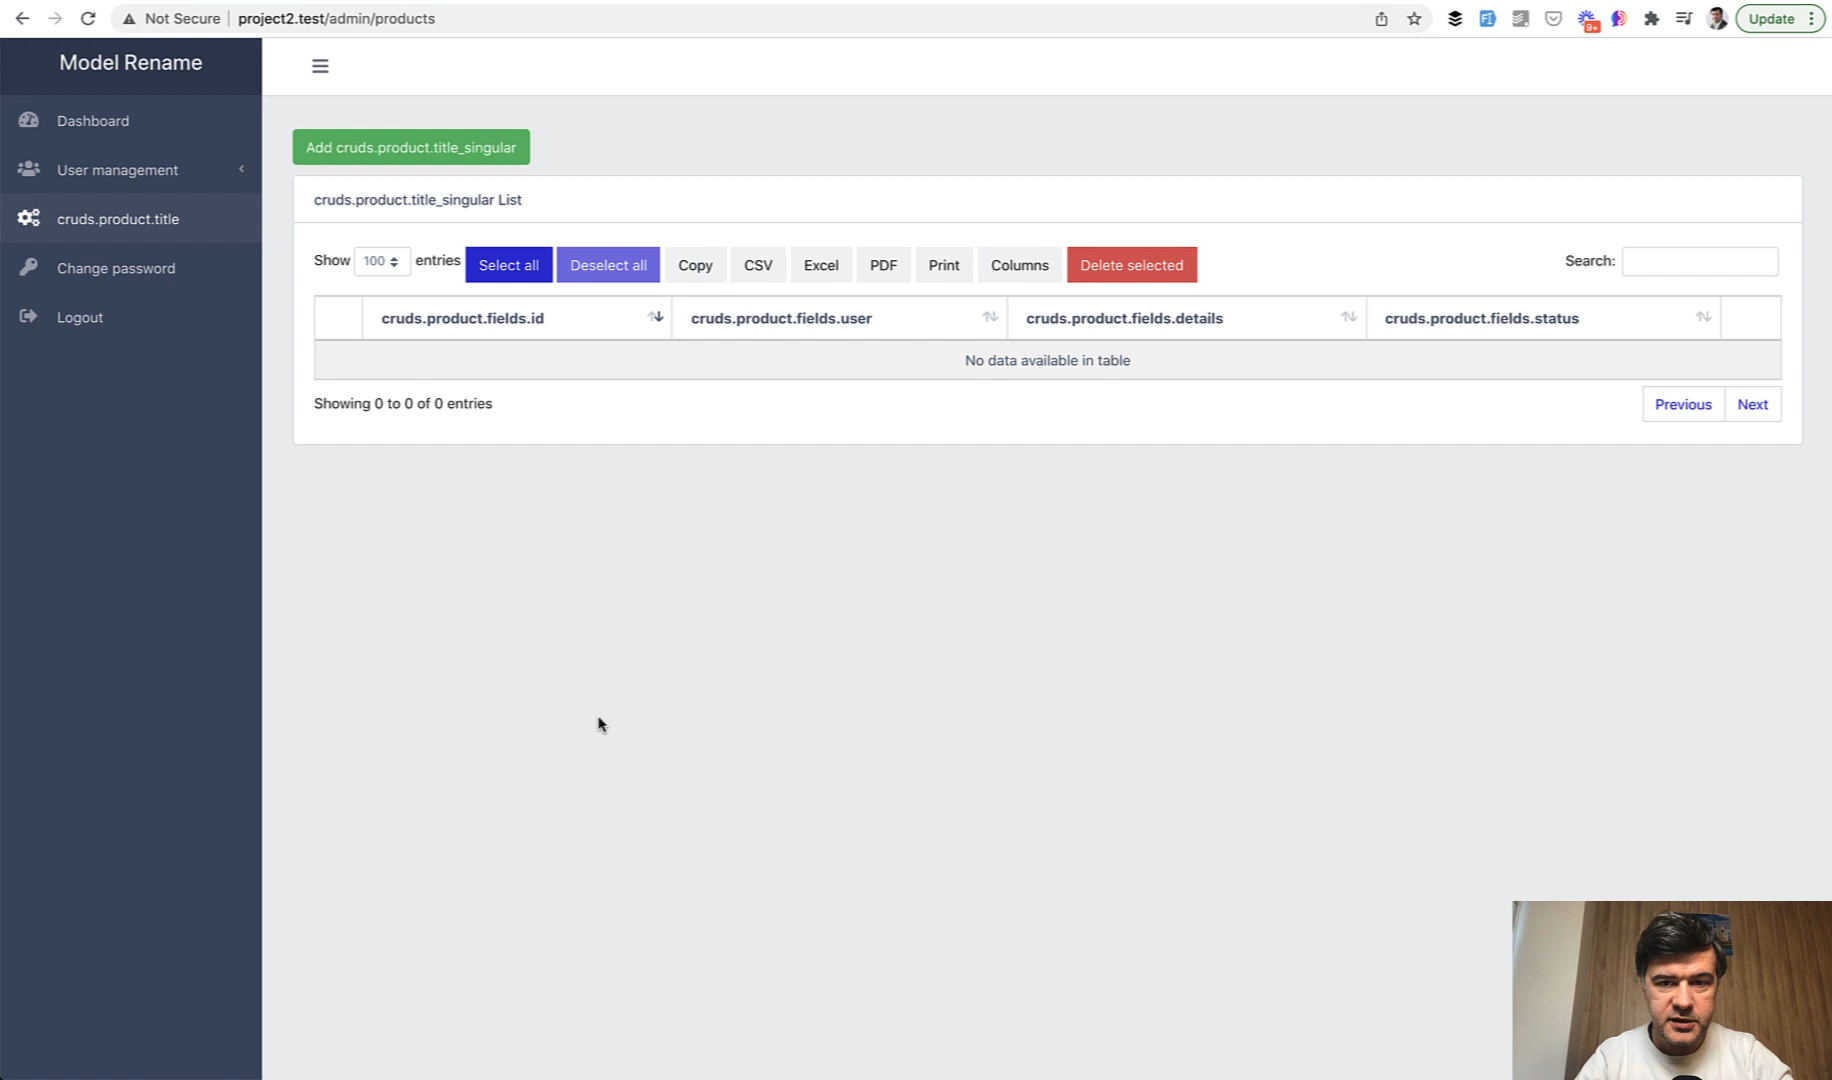 Not Secure project2.test/admin/products
9+
Update
Model Rename
Dashboard
User management
cruds.product.title
Change password
Logout
Add cruds.product.title_singular
cruds.product.title_singular List
Show 100 entries Select all Deselect all Copy CSV Excel PDF Print Columns Delete selected Search:
cruds.product.fields.id cruds.product.fields.user cruds.product.fields.details cruds.product.fields.status
No data available in table
Showing 0 to 0 of 0 entries Previous Next